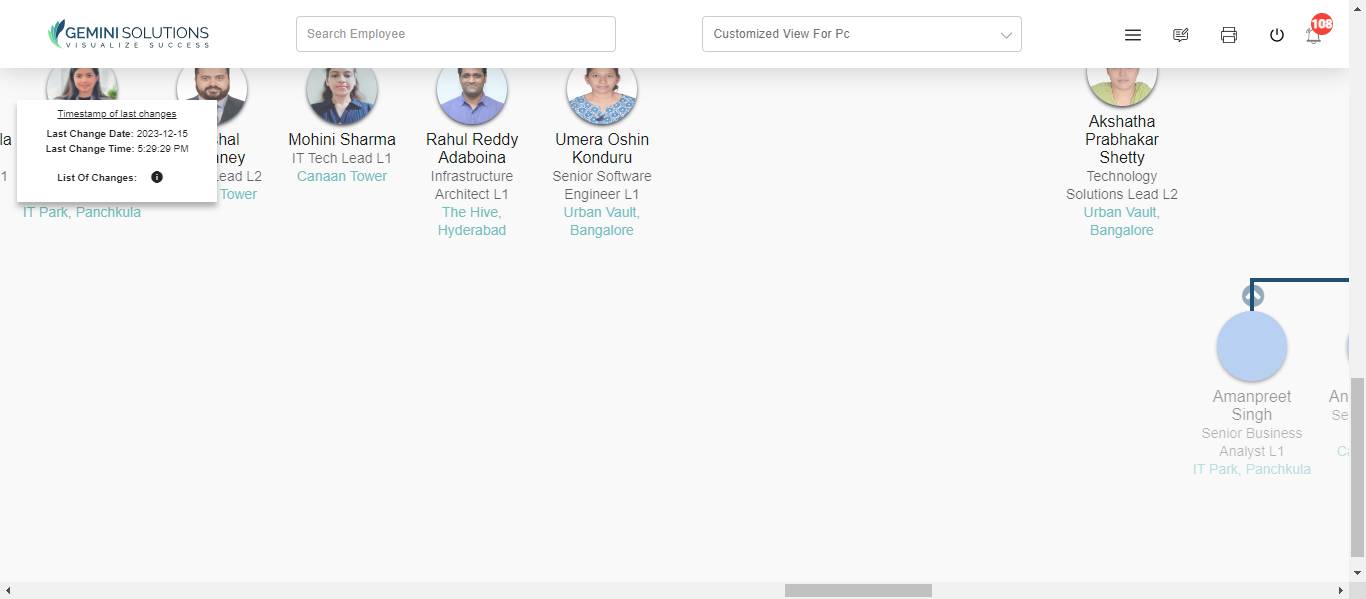 GEMINI SOLUTIONS
VISUALIZE SUCCESS
Search Employee
Customized View For Pc
108
Timestamp of last changes
Last Change Date: 2023-12-15
Last Change Time: 5:29:29 PM
List Of Changes:
la
1
IT Park, Panchkula
hal
ney
ead L2
Tower
Mohini Sharma
IT Tech Lead L1
Canaan Tower
Rahul Reddy
Adaboina
Infrastructure
Architect L1
The Hive,
Hyderabad
Umera Oshin
Konduru
Senior Software
Engineer L1
Urban Vault,
Bangalore
Akshatha
Prabhakar
Shetty
Technology
Solutions Lead L2
Urban Vault,
Bangalore
Amanpreet
Singh
Senior Business
Analyst L1
IT Park, Panchkula
An
Se
Ca